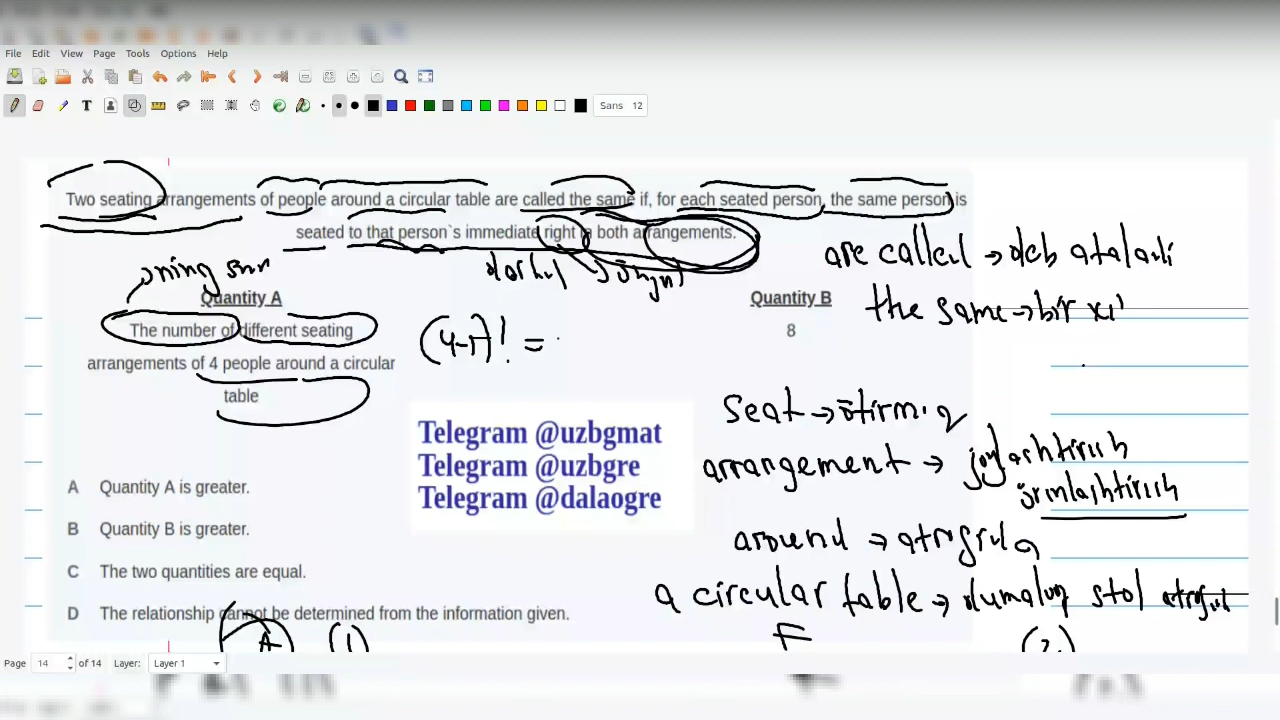 File Edit View Page Tools Options Help
Sans 12
Two seating arrangements of people around a circular table are called the same if, for each seated person, the same person is
seated to that person`s immediate right in both arrangements.
are called → deb ataladi
the same → bir xil
Quantity A
Quantity B
The number of different seating
8
arrangements of 4 people around a circular
table
(4-1)! =
seat →
arrangement →
Telegram @uzbgmat
Telegram @uzbgre
Telegram @dalaogre
A Quantity A is greater.
B Quantity B is greater.
C The two quantities are equal.
D The relationship cannot be determined from the information given.
around →
a circular table → dumaloq stol
A (1)
F (2)
Page 14 of 14 Layer: Layer 1